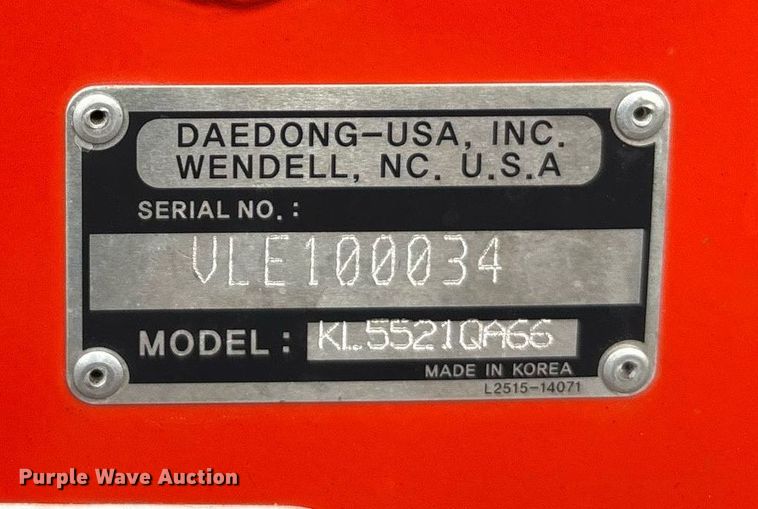 DAEDONG-USA, INC.
WENDELL, NC. U.S.A
SERIAL NO. :
VLE100034
MODEL : KL5521QA66
MADE IN KOREA
L2515-14071
Purple Wave Auction